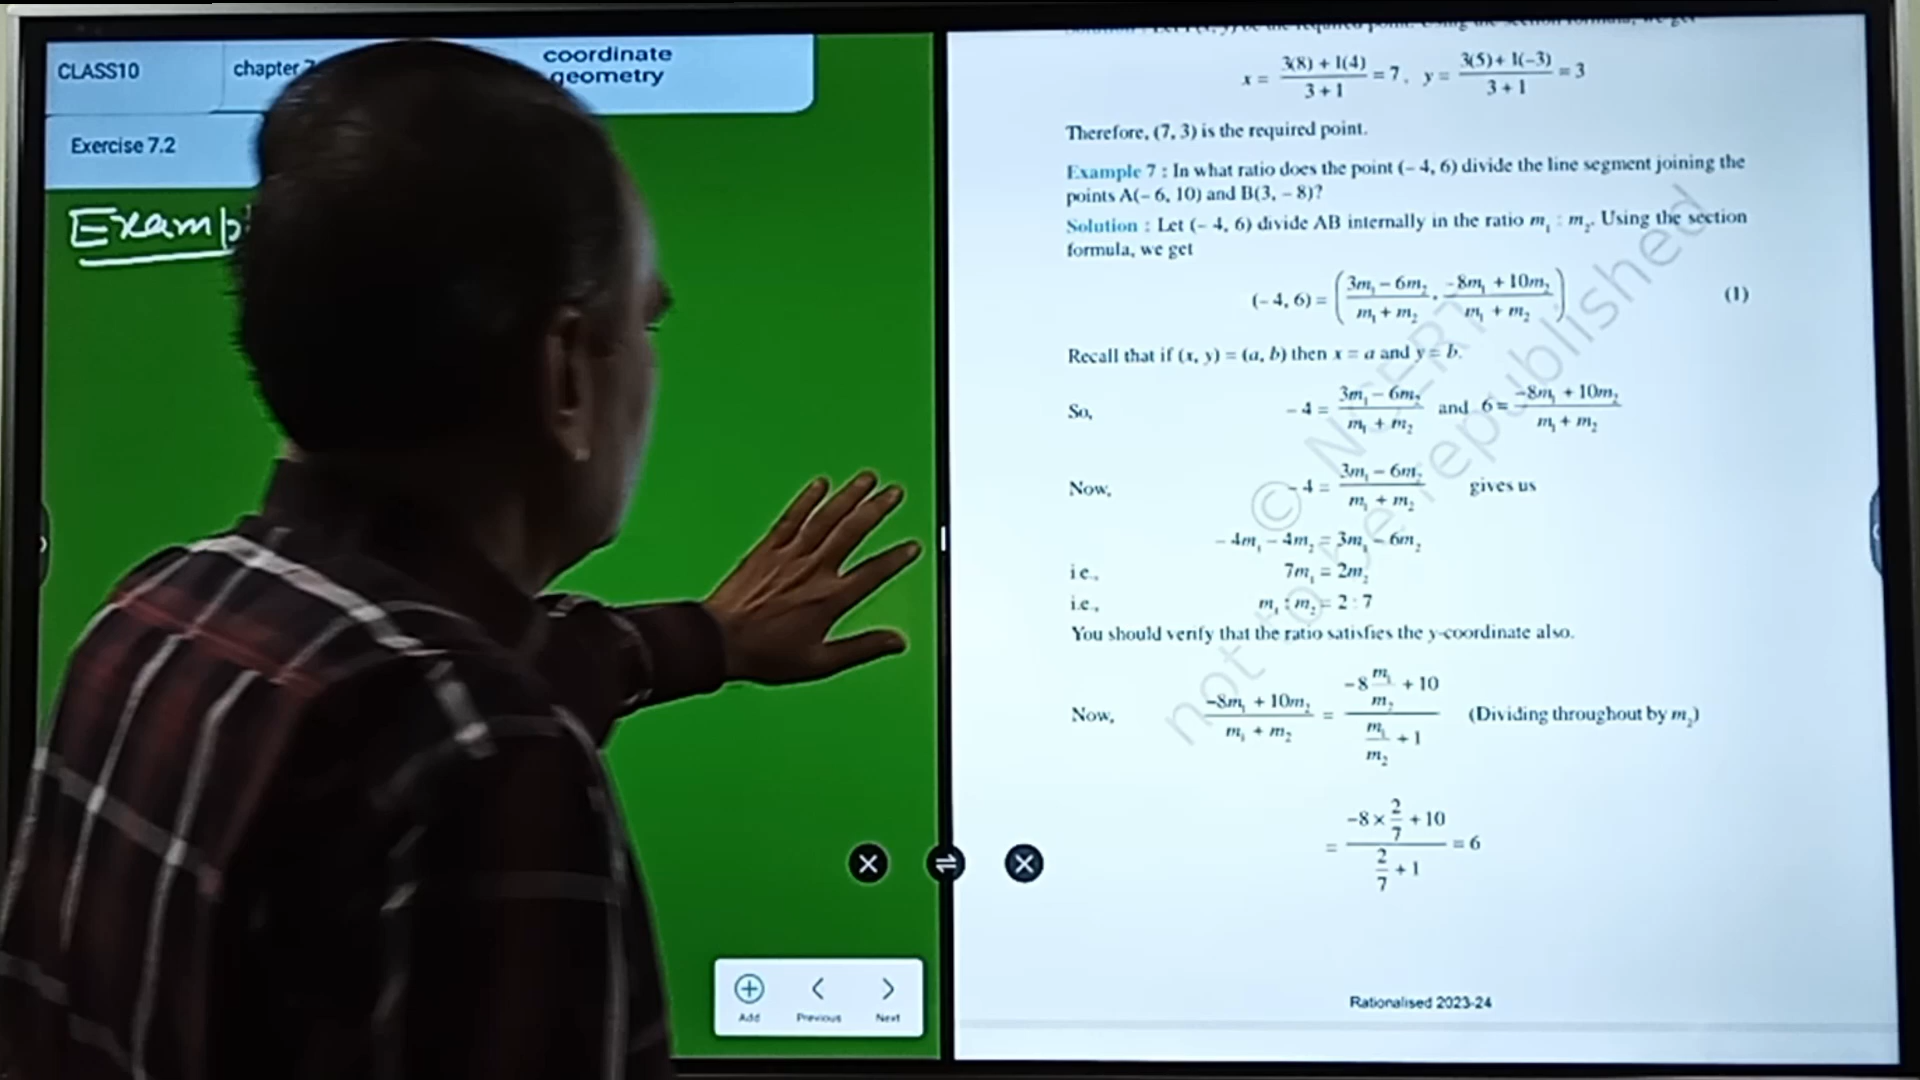 CLASS10
chapter
coordinate
geometry
Exercise 7.2
Examp
x = 3(8) + 1(4) / 3 + 1 = 7, y = 3(5) + 1(−3) / 3 + 1 = 3
Therefore, (7, 3) is the required point.
Example 7 : In what ratio does the point (– 4, 6) divide the line segment joining the
points A(– 6, 10) and B(3, – 8)?
Solution : Let (– 4, 6) divide AB internally in the ratio m₁ : m₂. Using the section
formula, we get
(– 4, 6) = (3m₁ − 6m₂ / m₁ + m₂, −8m₁ + 10m₂ / m₁ + m₂) (1)
Recall that if (x, y) = (a, b) then x = a and y = b.
So, − 4 = 3m₁ − 6m₂ / m₁ + m₂ and 6 = −8m₁ + 10m₂ / m₁ + m₂
Now, − 4 = 3m₁ − 6m₂ / m₁ + m₂ gives us
− 4m₁ − 4m₂ = 3m₁ − 6m₂
i.e., 7m₁ = 2m₂
i.e., m₁ : m₂ = 2 : 7
You should verify that the ratio satisfies the y-coordinate also.
Now, −8m₁ + 10m₂ / m₁ + m₂ = −8 m₁/m₂ + 10 / m₁/m₂ + 1 (Dividing throughout by m₂)
= −8 × 2/7 + 10 / 2/7 + 1 = 6
© NCERT
not to be republished
Rationalised 2023-24
Add
Previous
Next